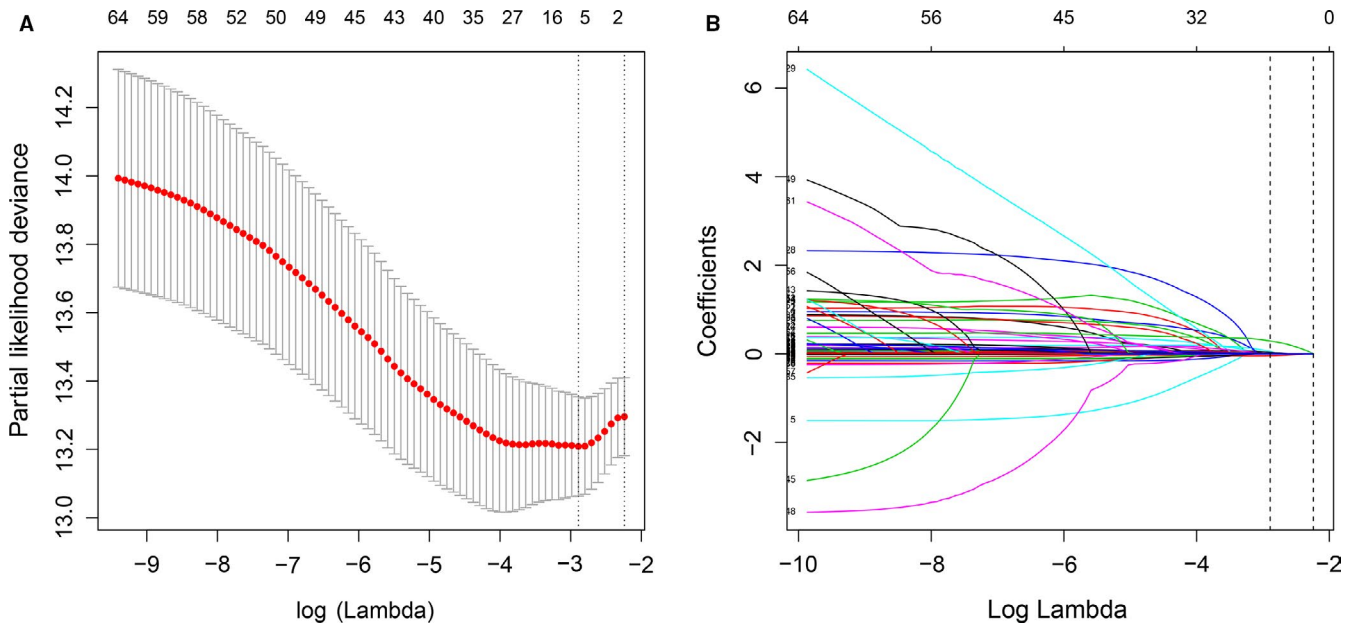 A
64 59 58 52 50 49 45 43 40 35 27 16 5 2
Partial likelihood deviance
14.2
14.0
13.8
13.6
13.4
13.2
13.0
−9 −8 −7 −6 −5 −4 −3 −2
log (Lambda)
B
64 56 45 32 0
Coefficients
6
4
2
0
−2
29
49
31
28
56
43
35
5
45
48
−10 −8 −6 −4 −2
Log Lambda